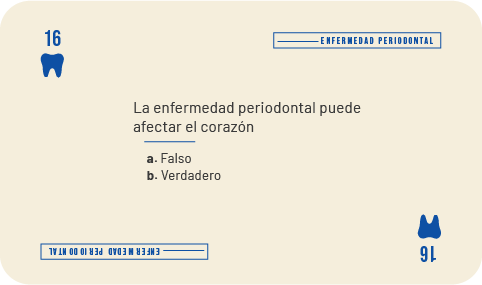 16
ENFERMEDAD PERIODONTAL
La enfermedad periodontal puede
afectar el corazón
a. Falso
b. Verdadero
ENFERMEDAD PERIODONTAL
16